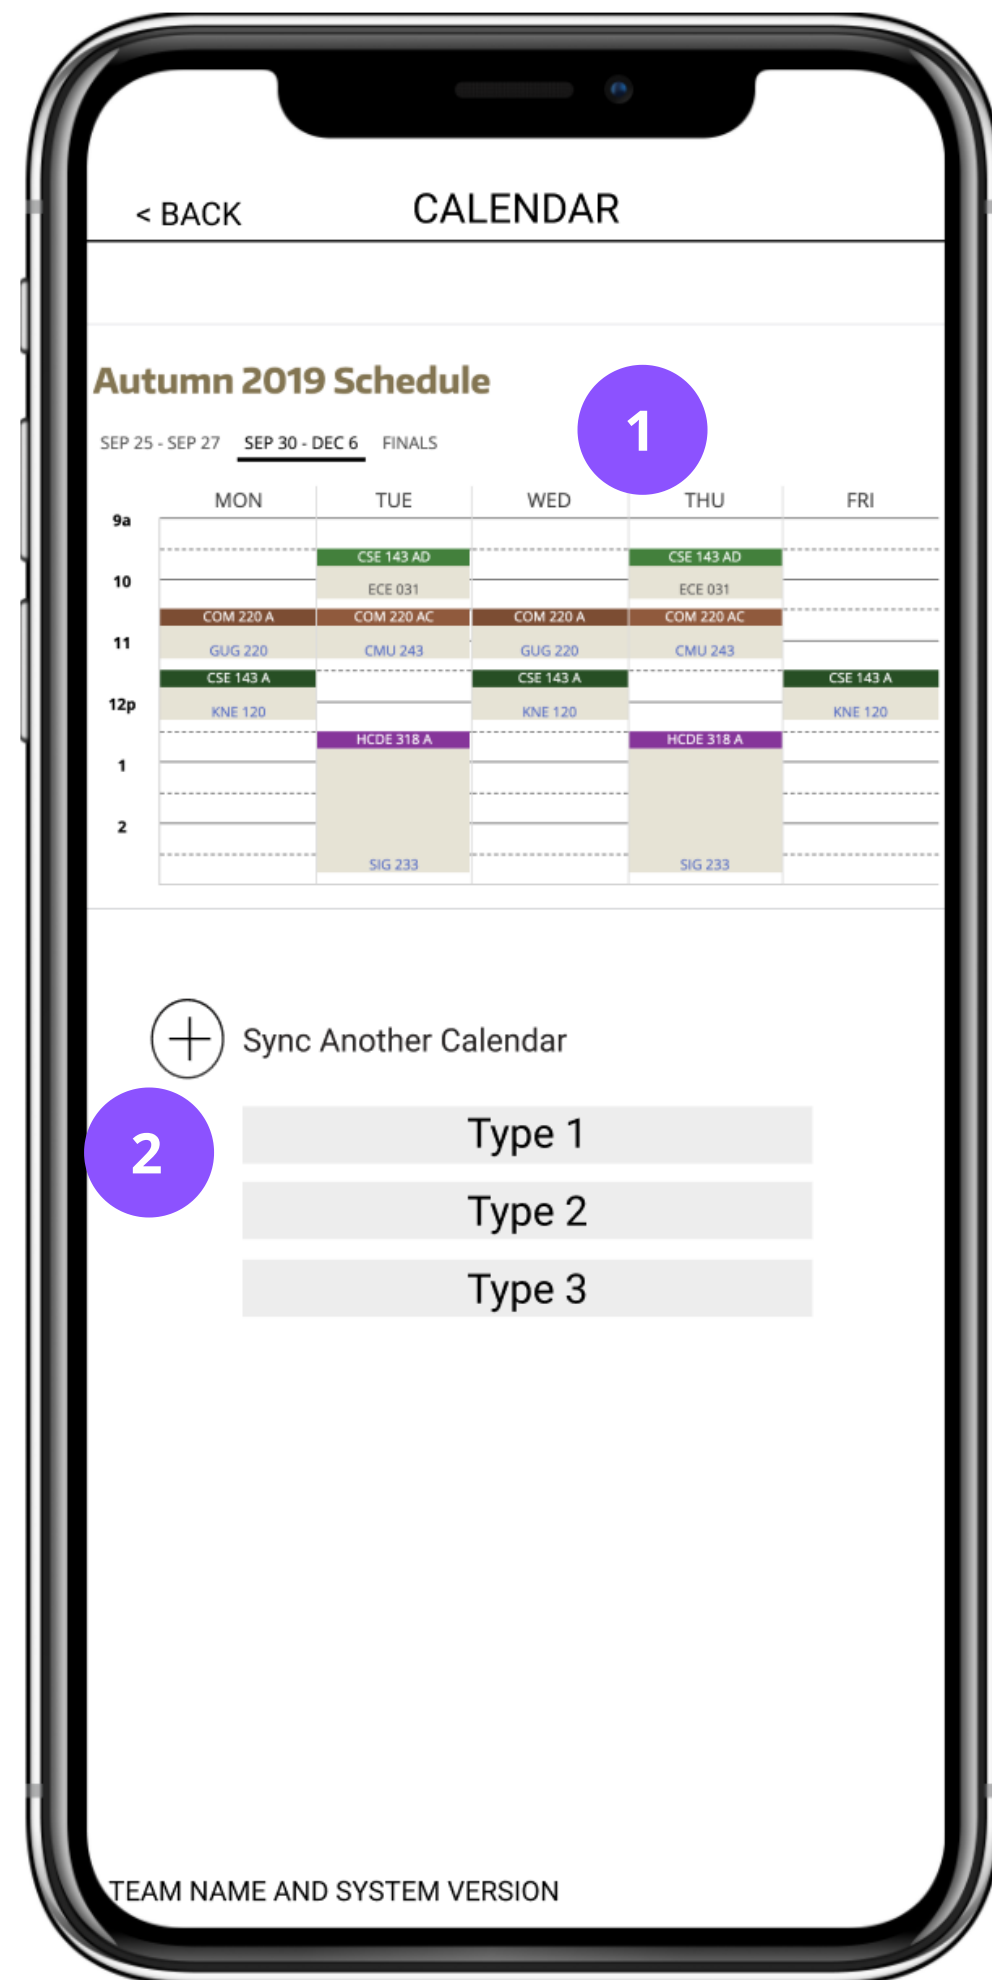 < BACK CALENDAR
Autumn 2019 Schedule
1
SEP 25 - SEP 27 SEP 30 - DEC 6 FINALS
MON TUE WED THU FRI
9a
CSE 143 AD CSE 143 AD
10
ECE 031 ECE 031
COM 220 A COM 220 AC COM 220 A COM 220 AC
11
GUG 220 CMU 243 GUG 220 CMU 243
CSE 143 A CSE 143 A CSE 143 A
12p
KNE 120 KNE 120 KNE 120
HCDE 318 A HCDE 318 A
1
2
SIG 233 SIG 233
Sync Another Calendar
2
Type 1
Type 2
Type 3
TEAM NAME AND SYSTEM VERSION